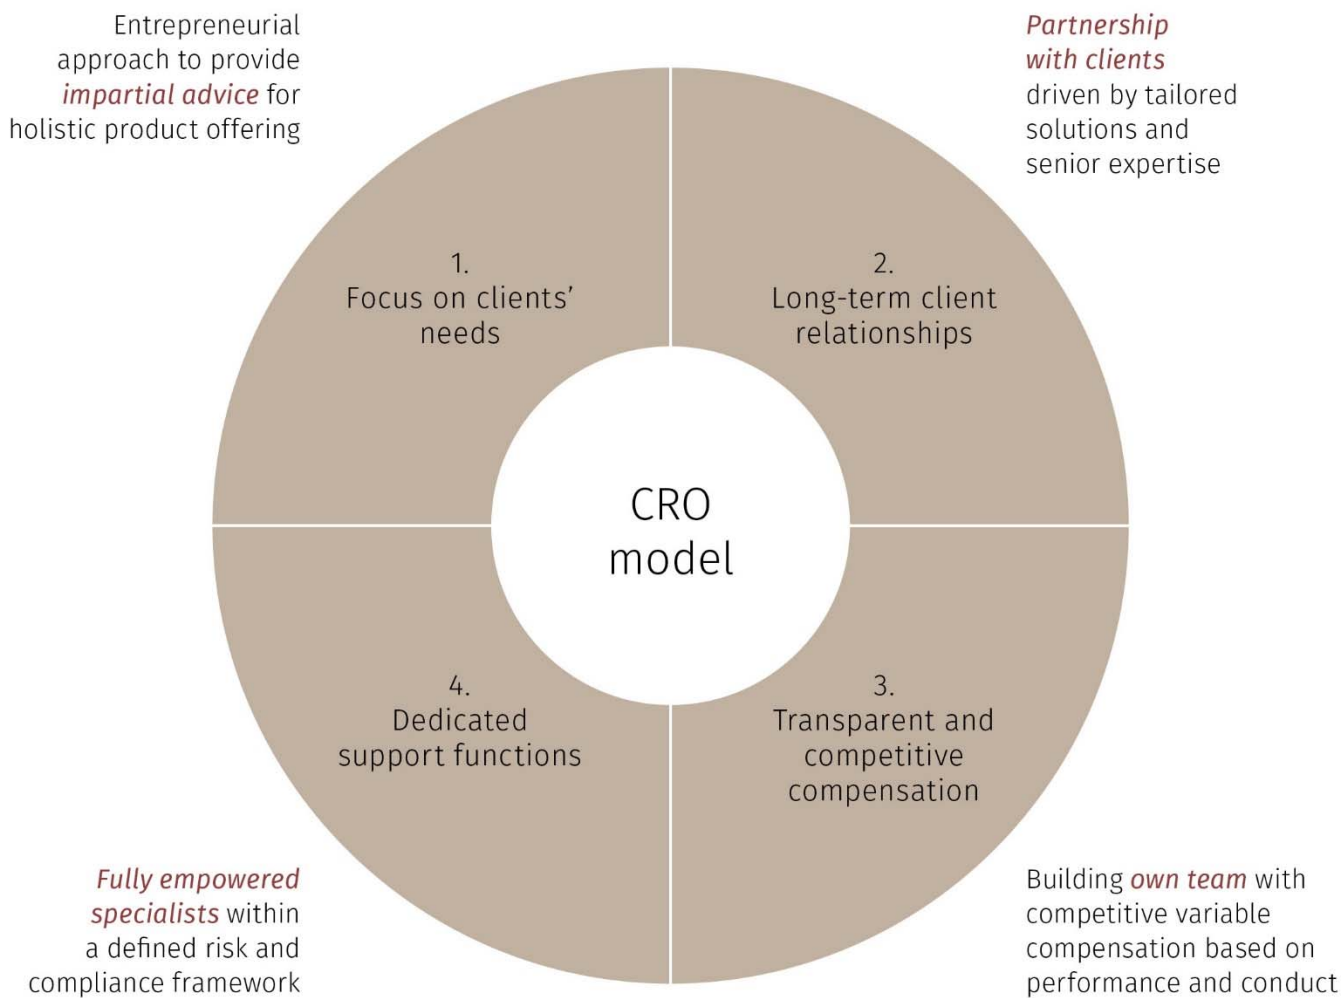 Entrepreneurial
approach to provide
impartial advice for
holistic product offering
Partnership
with clients
driven by tailored
solutions and
senior expertise
1.
Focus on clients’
needs
2.
Long-term client
relationships
CRO
model
4.
Dedicated
support functions
3.
Transparent and
competitive
compensation
Fully empowered
specialists within
a defined risk and
compliance framework
Building own team with
competitive variable
compensation based on
performance and conduct